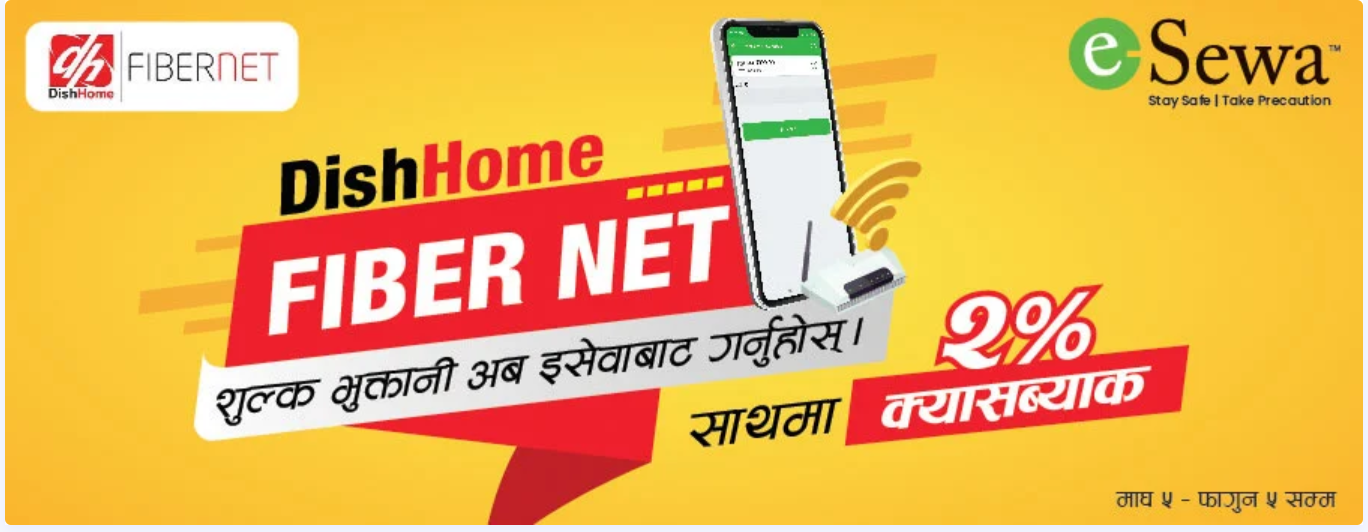 dh
DishHome
FIBERNET
e-Sewa™
Stay Safe | Take Precaution
DishHome
FIBER NET
शुल्क भुक्तानी अब इसेवाबाट गर्नुहोस् ।
साथमा
२%
क्यासब्याक
माघ ५ - फागुन ५ सम्म